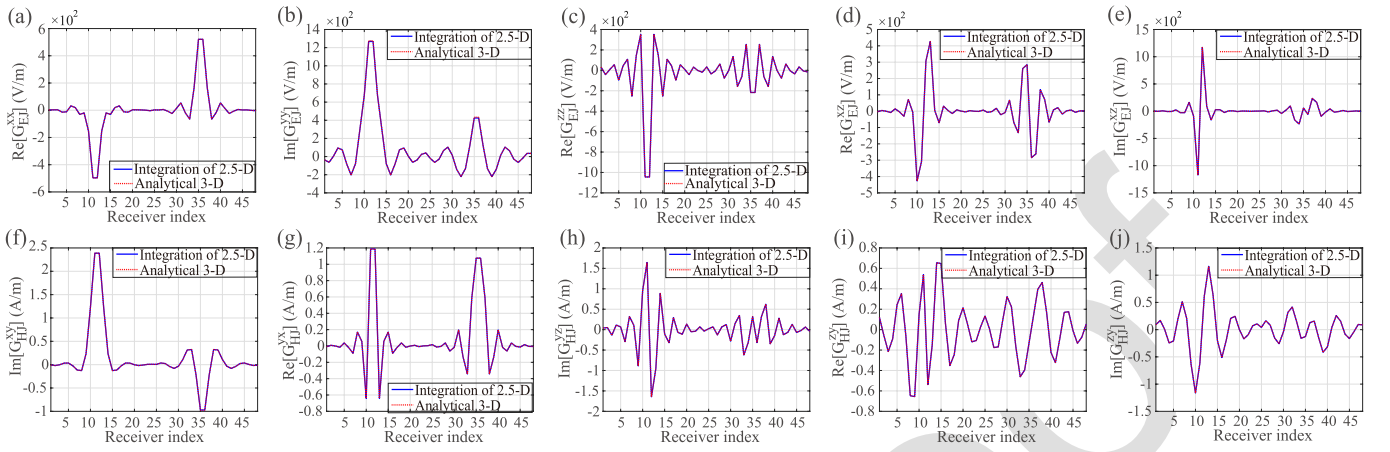 (a)
×10²
6
4
2
0
-2
-4
6
Re[G_EJ^xx] (V/m)
Integration of 2.5-D
Analytical 3-D
5 10 15 20 25 30 35 40 45
Receiver index
(b)
×10²
14
12
10
8
6
4
2
0
-2
-4
Im[G_EJ^yy] (V/m)
Integration of 2.5-D
Analytical 3-D
5 10 15 20 25 30 35 40 45
Receiver index
(c)
×10²
4
2
0
-2
-4
-6
-8
-10
-12
Re[G_EJ^zz] (V/m)
Integration of 2.5-D
Analytical 3-D
5 10 15 20 25 30 35 40 45
Receiver index
(d)
×10²
5
4
3
2
1
0
-1
-2
-3
-4
-5
Re[G_EJ^xz] (V/m)
Integration of 2.5-D
Analytical 3-D
5 10 15 20 25 30 35 40 45
Receiver index
(e)
×10²
15
10
5
0
-5
-10
-15
Im[G_EJ^xz] (V/m)
Integration of 2.5-D
Analytical 3-D
5 10 15 20 25 30 35 40 45
Receiver index
(f)
2.5
2
1.5
1
0.5
0
-0.5
-1
Im[G_HJ^xy] (A/m)
Integration of 2.5-D
Analytical 3-D
5 10 15 20 25 30 35 40 45
Receiver index
(g)
1.2
1.0
0.8
0.6
0.4
0.2
0
-0.2
-0.4
-0.6
-0.8
Re[G_HJ^yx] (A/m)
Integration of 2.5-D
Analytical 3-D
5 10 15 20 25 30 35 40 45
Receiver index
(h)
2
1.5
1
0.5
0
-0.5
-1
-1.5
-2
Im[G_HJ^yz] (A/m)
Integration of 2.5-D
Analytical 3-D
5 10 15 20 25 30 35 40 45
Receiver index
(i)
0.8
0.6
0.4
0.2
0
-0.2
0.4
-0.6
-0.8
Re[G_HJ^zy] (A/m)
Integration of 2.5-D
Analytical 3-D
5 10 15 20 25 30 35 40 45
Receiver index
(j)
1.5
1
0.5
0
-0.5
-1
-1.5
Im[G_HJ^zy] (A/m)
Integration of 2.5-D
Analytical 3-D
5 10 15 20 25 30 35 40 45
Receiver index